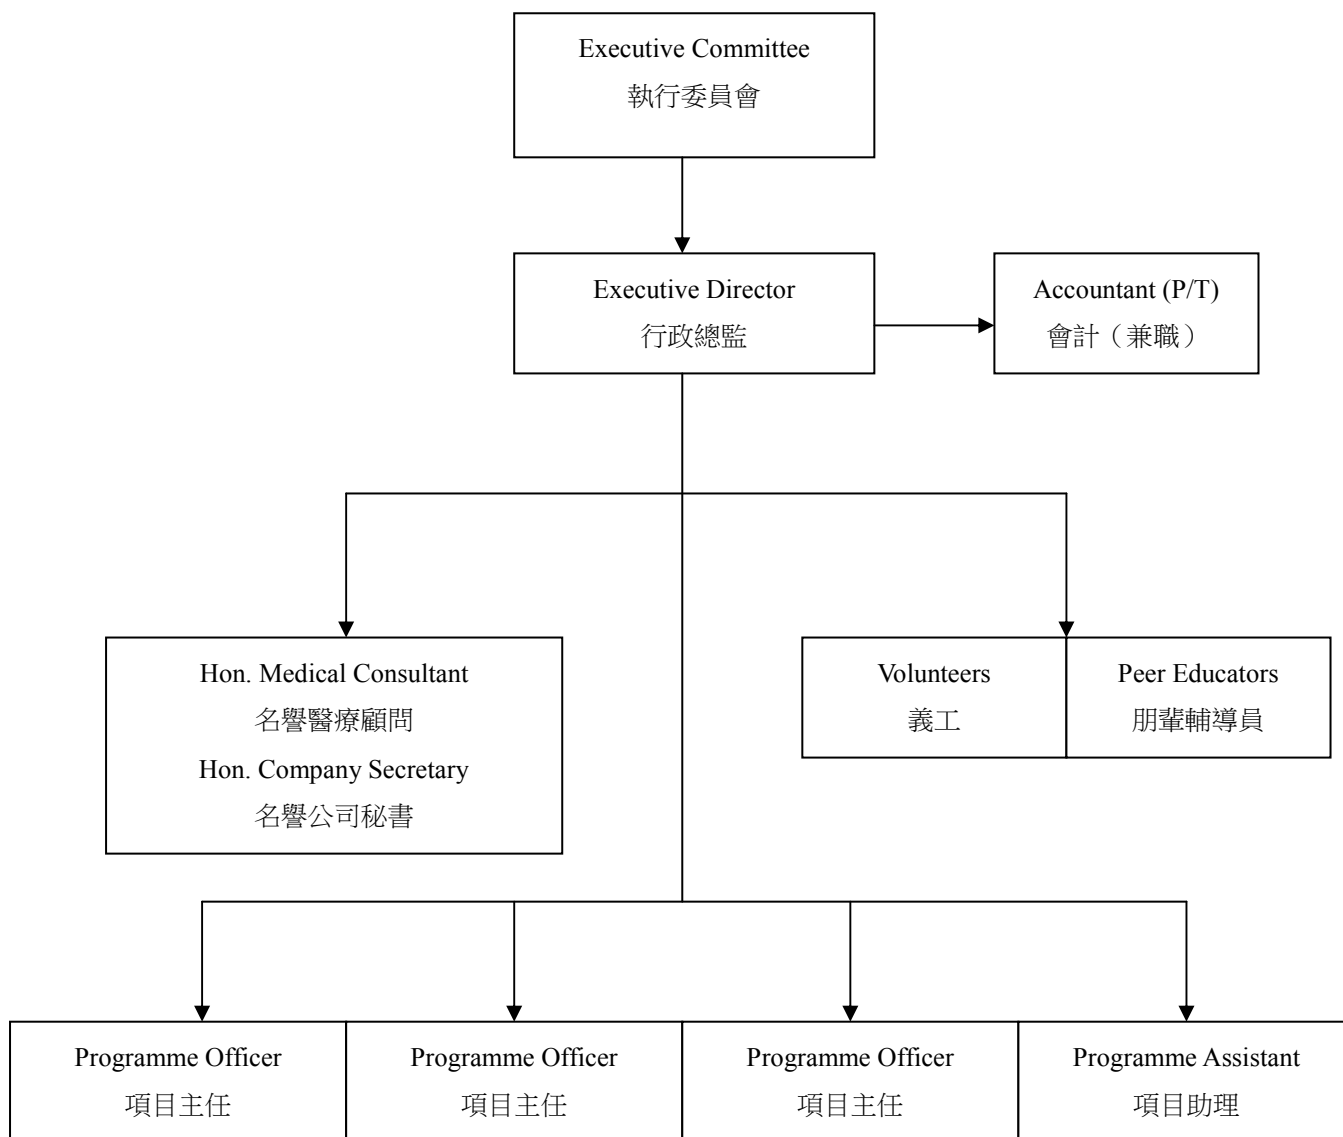 Executive Committee
執行委員會
Executive Director
行政總監
Accountant (P/T)
會計（兼職）
Hon. Medical Consultant
名譽醫療顧問
Hon. Company Secretary
名譽公司秘書
Volunteers
義工
Peer Educators
朋輩輔導員
Programme Officer
項目主任
Programme Officer
項目主任
Programme Officer
項目主任
Programme Assistant
項目助理